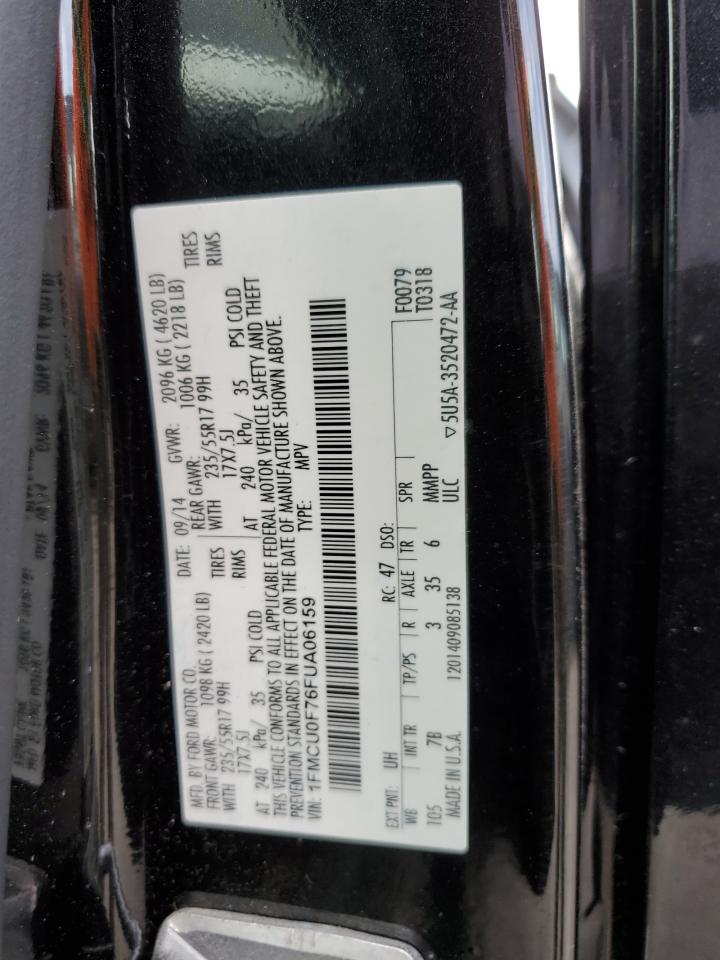 MFD. BY FORD MOTOR CO.
DATE: 09/14 GVWR: 2096 KG ( 4620 LB)
FRONT GAWR: 1098 KG ( 2420 LB) REAR GAWR: 1006 KG ( 2218 LB)
WITH 235/55R17 99H TIRES WITH 235/55R17 99H TIRES
17X7.5J RIMS 17X7.5J RIMS
AT 240 kPa/ 35 PSI COLD AT 240 kPa/ 35 PSI COLD
THIS VEHICLE CONFORMS TO ALL APPLICABLE FEDERAL MOTOR VEHICLE SAFETY AND THEFT
PREVENTION STANDARDS IN EFFECT ON THE DATE OF MANUFACTURE SHOWN ABOVE.
VIN: 1FMCU0F76FUA06159 TYPE: MPV
F0079
EXT PNT: UH RC: 47 DSO: T0318
WB INT TR TP/PS R AXLE TR SPR
105 7B 3 35 6 MMPP
MADE IN U.S.A. 1201409085138 ULC ▽5U5A-3520472-AA